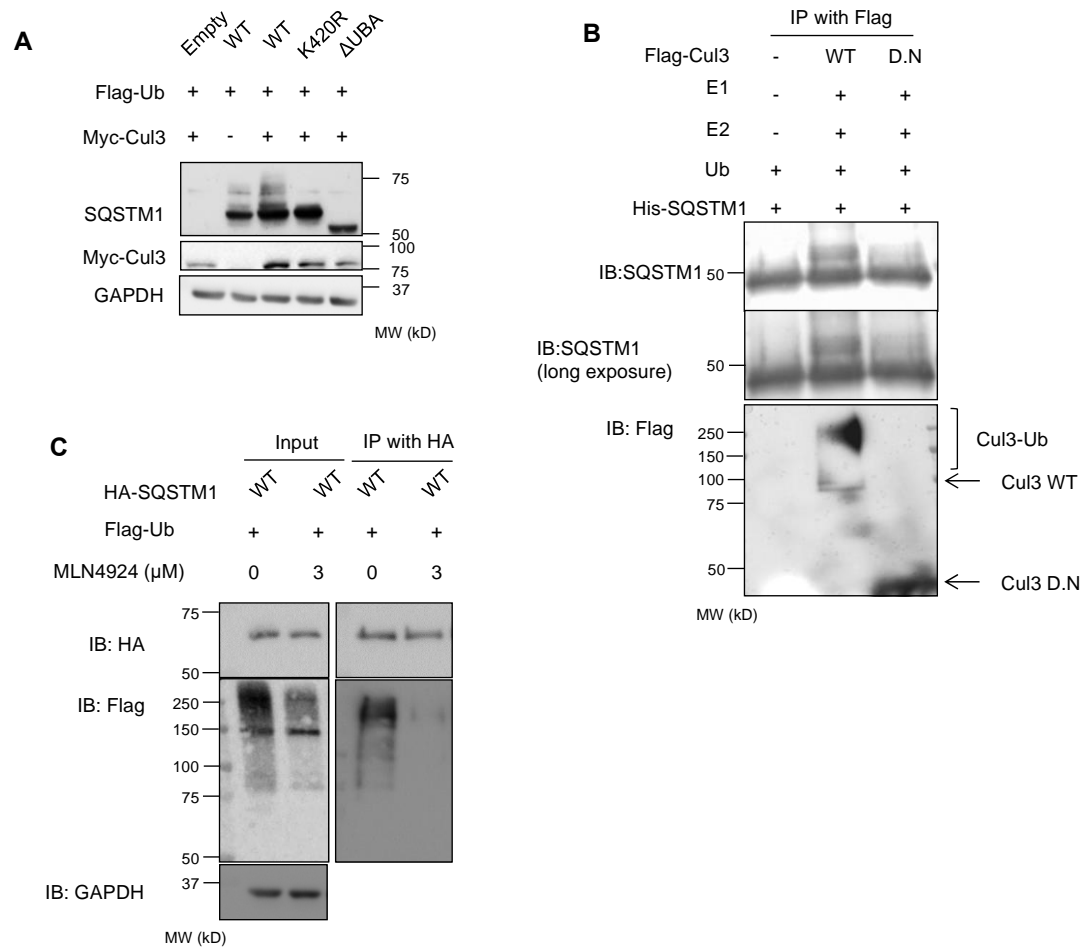 A
Empty WT WT K420R ΔUBA
Flag-Ub + + + + +
Myc-Cul3 + - + + +
SQSTM1
75
50
Myc-Cul3
100
75
GAPDH
37
MW (kD)
B
IP with Flag
Flag-Cul3 - WT D.N
E1 - + +
E2 - + +
Ub + + +
His-SQSTM1 + + +
IB:SQSTM1 50
IB:SQSTM1
(long exposure)
50
IB: Flag
250
150
100
75
50
Cul3-Ub
Cul3 WT
Cul3 D.N
MW (kD)
C
Input IP with HA
HA-SQSTM1 WT WT WT WT
Flag-Ub + + + +
MLN4924 (μM) 0 3 0 3
75
IB: HA
50
IB: Flag
250
150
100
75
50
IB: GAPDH
37
MW (kD)